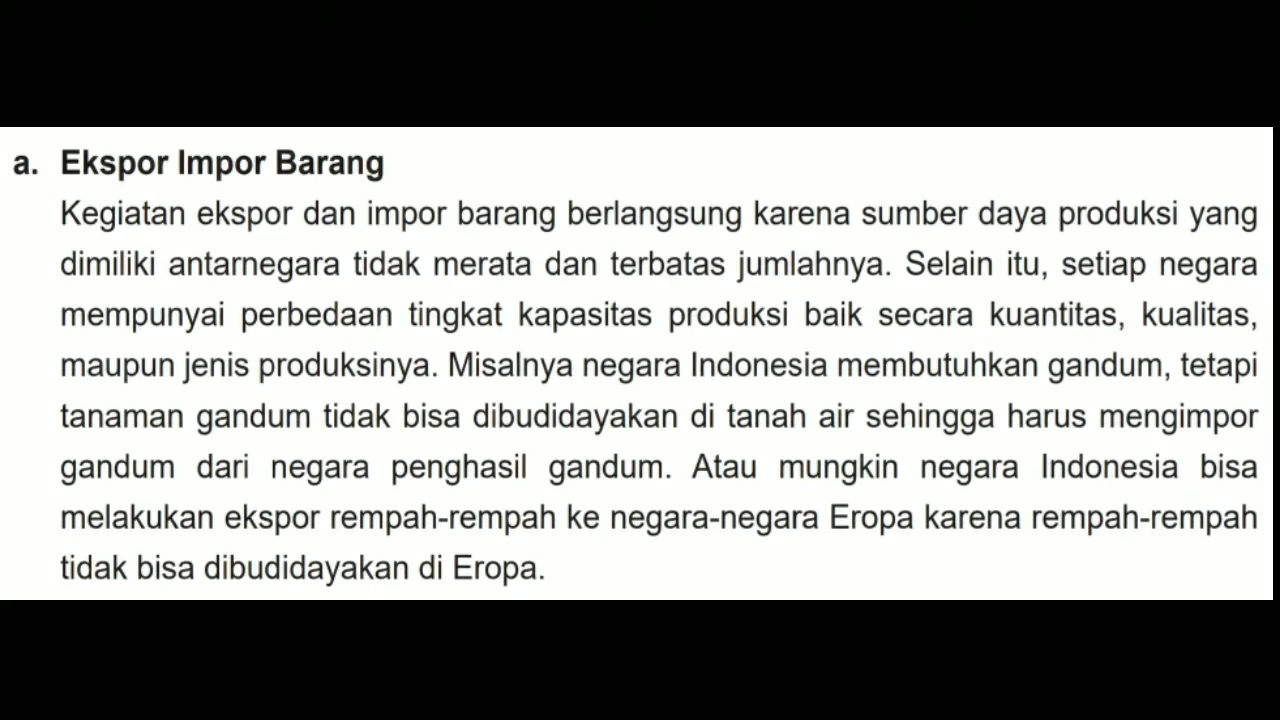 a. Ekspor Impor Barang
Kegiatan ekspor dan impor barang berlangsung karena sumber daya produksi yang
dimiliki antarnegara tidak merata dan terbatas jumlahnya. Selain itu, setiap negara
mempunyai perbedaan tingkat kapasitas produksi baik secara kuantitas, kualitas,
maupun jenis produksinya. Misalnya negara Indonesia membutuhkan gandum, tetapi
tanaman gandum tidak bisa dibudidayakan di tanah air sehingga harus mengimpor
gandum dari negara penghasil gandum. Atau mungkin negara Indonesia bisa
melakukan ekspor rempah-rempah ke negara-negara Eropa karena rempah-rempah
tidak bisa dibudidayakan di Eropa.